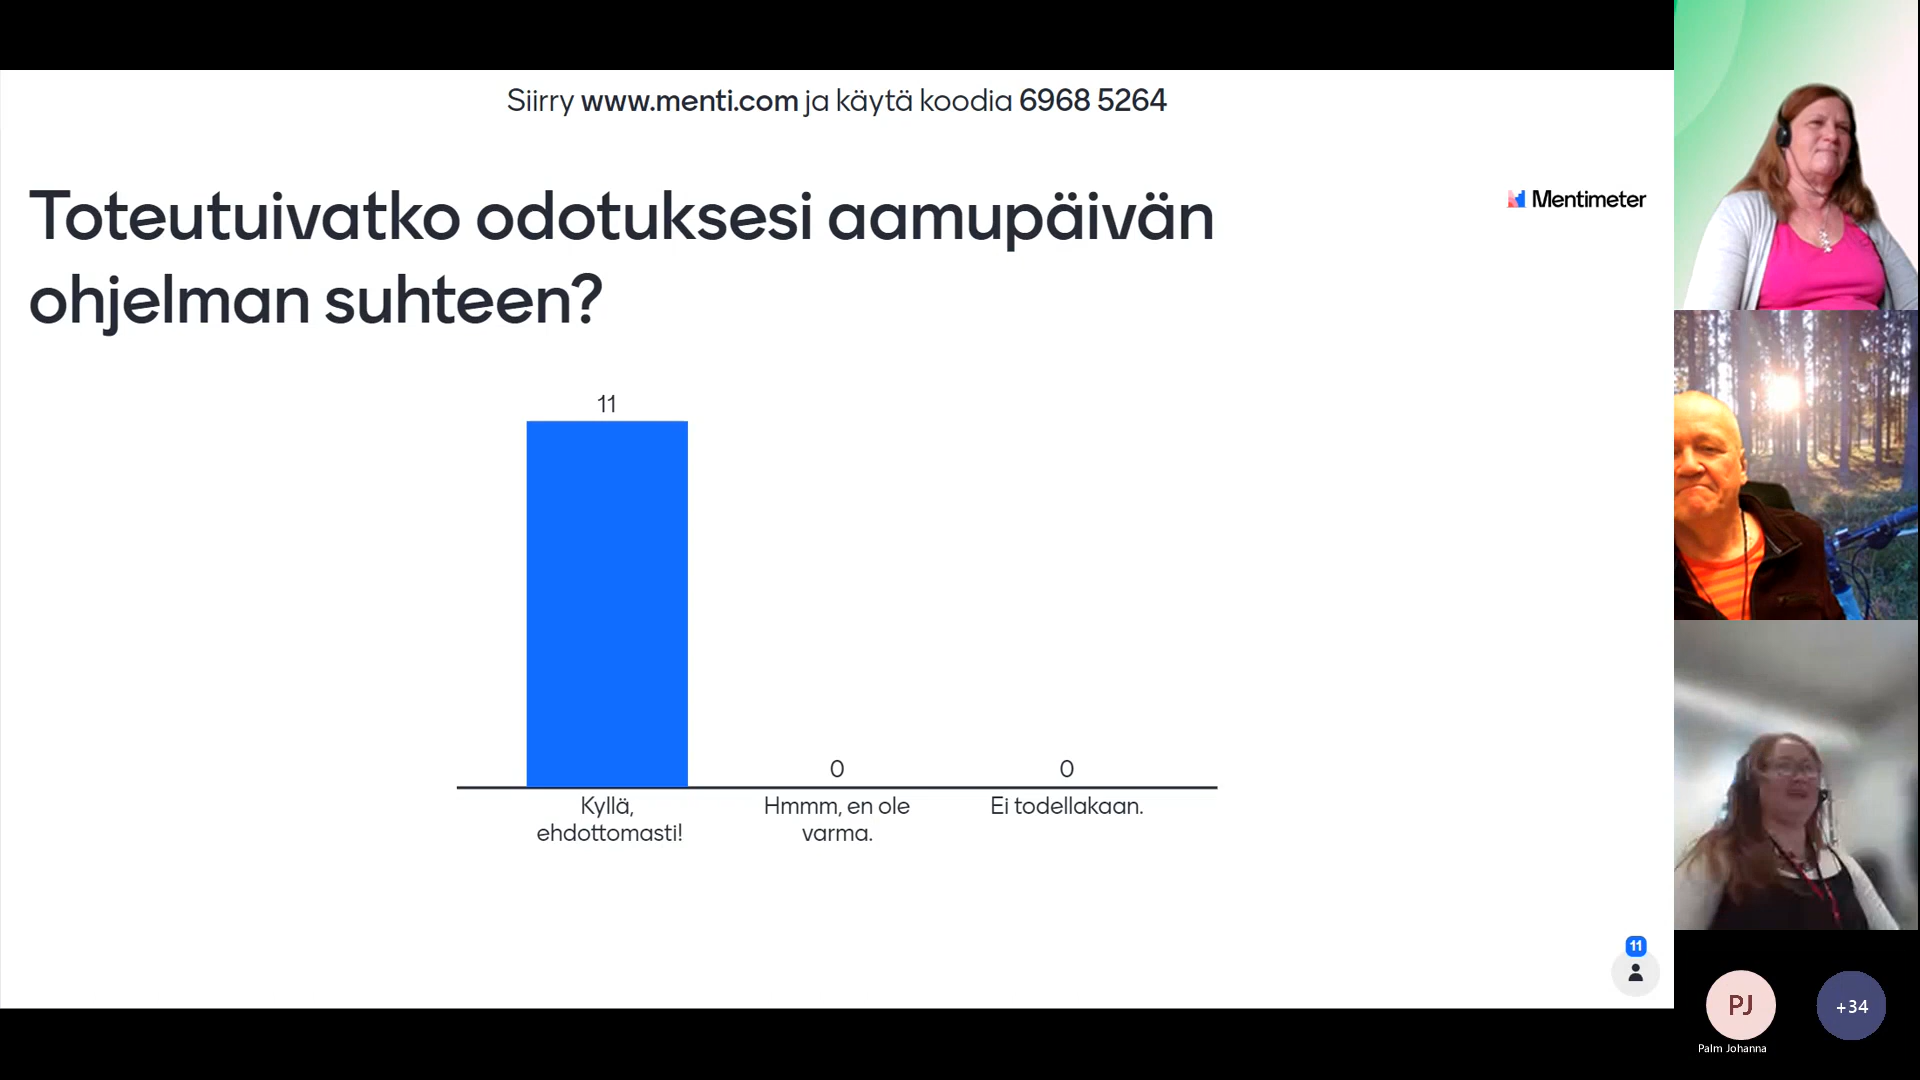 Siirry www.menti.com ja käytä koodia 6968 5264
Toteutuivatko odotuksesi aamupäivän
ohjelman suhteen?
Mentimeter
11
0
0
Kyllä,
ehdottomasti!
Hmmm, en ole
varma.
Ei todellakaan.
11
PJ
+34
Palm Johanna